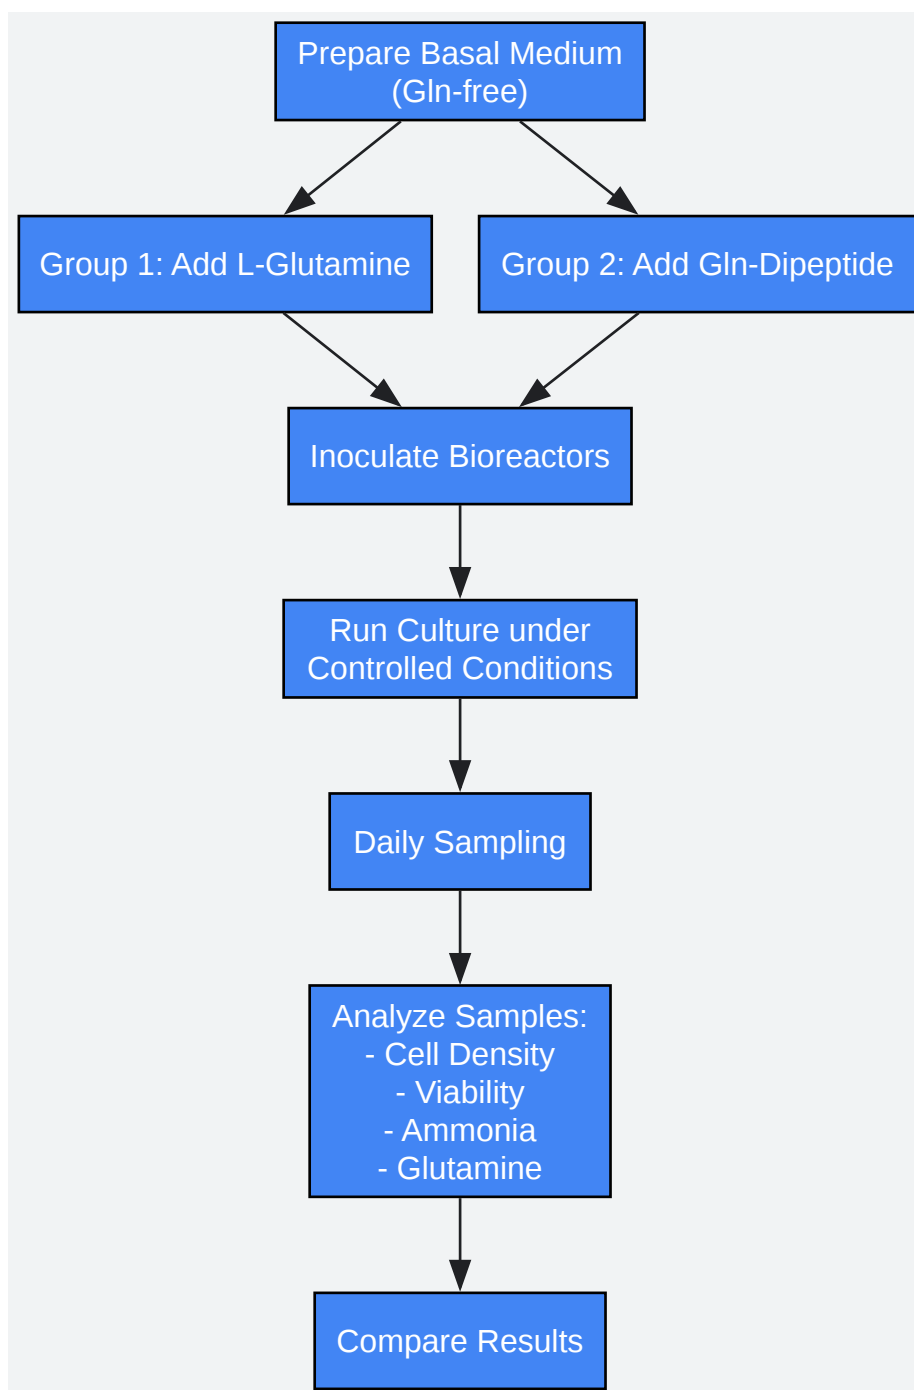 Prepare Basal Medium
(Gln-free)
Group 1: Add L-Glutamine
Group 2: Add Gln-Dipeptide
Inoculate Bioreactors
Run Culture under
Controlled Conditions
Daily Sampling
Analyze Samples:
- Cell Density
- Viability
- Ammonia
- Glutamine
Compare Results